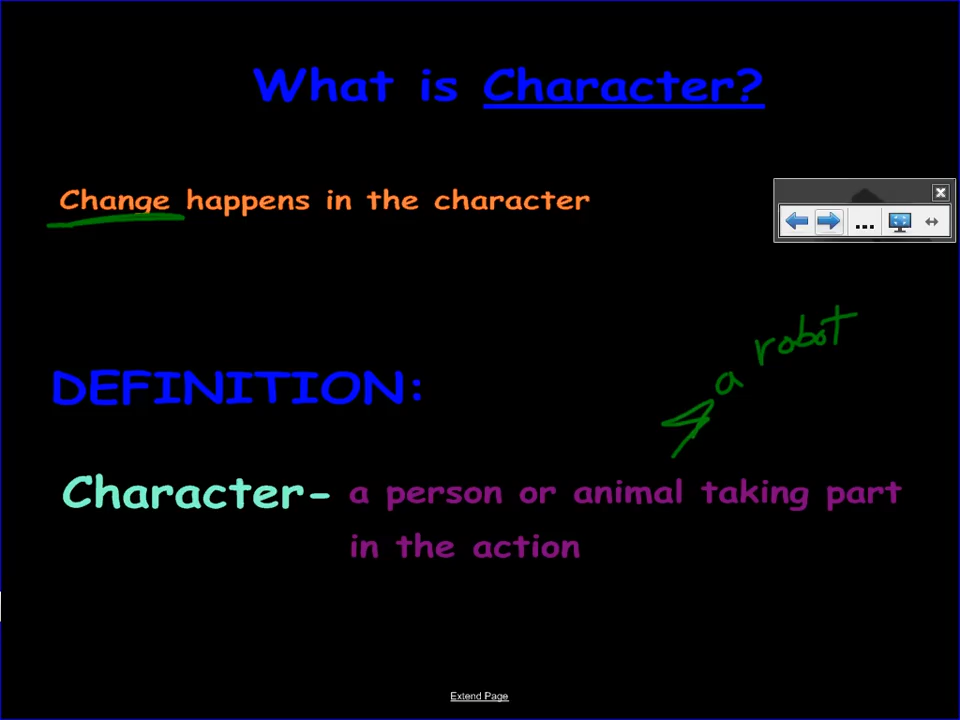 What is Character?
Change happens in the character
a robot
DEFINITION:
Character- a person or animal taking part
in the action
Extend Page